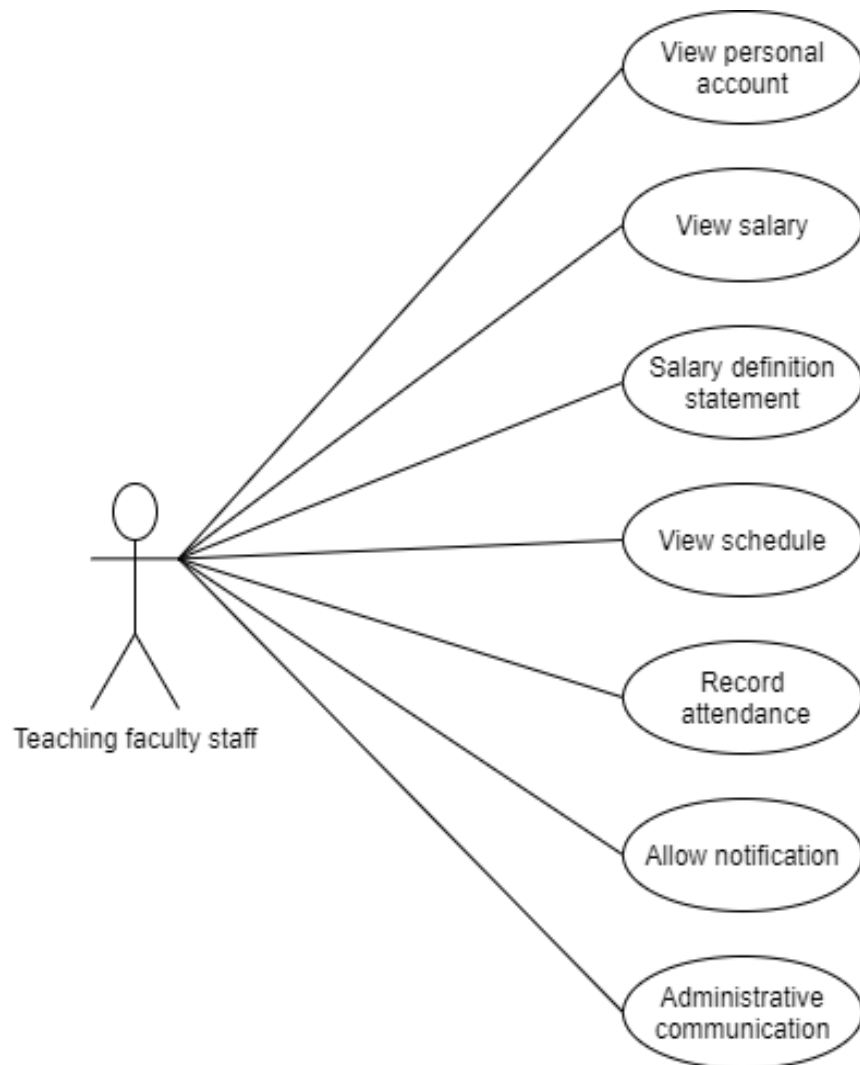 View personal
account
View salary
Salary definition
statement
View schedule
Record
attendance
Teaching faculty staff
Allow notification
Administrative
communication